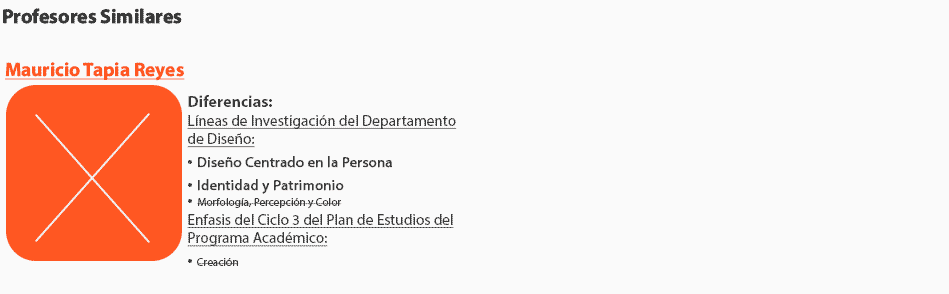 Profesores Similares
Mauricio Tapia Reyes
Diferencias:
Líneas de Investigación del Departamento
de Diseño:
• Diseño Centrado en la Persona
• Identidad y Patrimonio
• Morfología, Percepción y Color
Enfasis del Ciclo 3 del Plan de Estudios del
Programa Académico:
• Creación